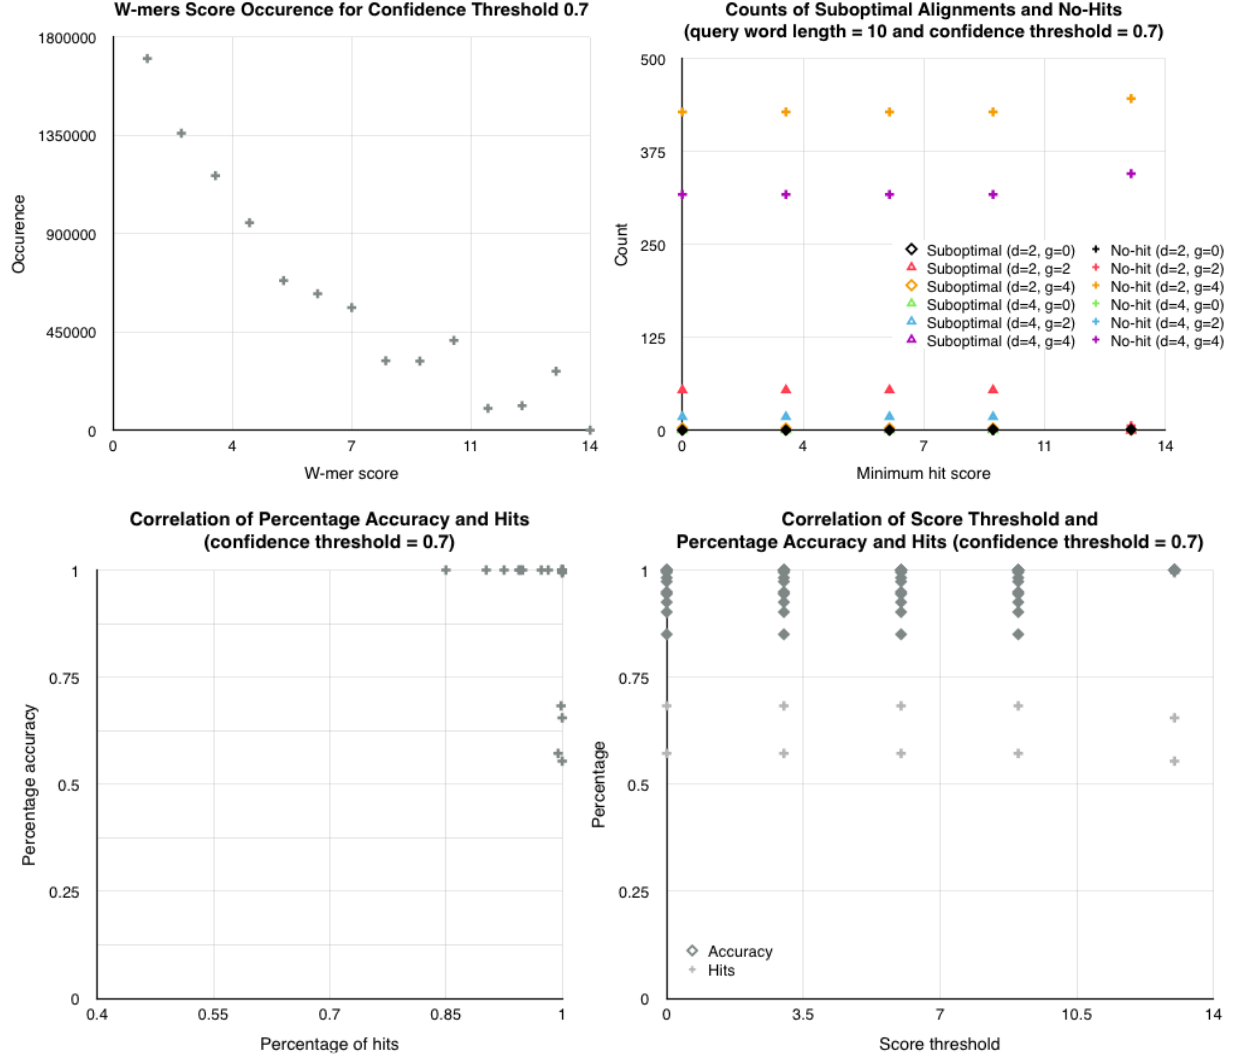 W-mers Score Occurence for Confidence Threshold 0.7
1800000
1350000
900000
450000
0
Occurence
0 4 7 11 14
W-mer score
Counts of Suboptimal Alignments and No-Hits
(query word length = 10 and confidence threshold = 0.7)
500
375
250
125
0
Count
Suboptimal (d=2, g=0) No-hit (d=2, g=0)
Suboptimal (d=2, g=2 No-hit (d=2, g=2)
Suboptimal (d=2, g=4) No-hit (d=2, g=4)
Suboptimal (d=4, g=0) No-hit (d=4, g=0)
Suboptimal (d=4, g=2) No-hit (d=4, g=2)
Suboptimal (d=4, g=4) No-hit (d=4, g=4)
0 4 7 11 14
Minimum hit score
Correlation of Percentage Accuracy and Hits
(confidence threshold = 0.7)
1
0.75
0.5
0.25
0
Percentage accuracy
0.4 0.55 0.7 0.85 1
Percentage of hits
Correlation of Score Threshold and
Percentage Accuracy and Hits (confidence threshold = 0.7)
1
0.75
0.5
0.25
0
Percentage
Accuracy
Hits
0 3.5 7 10.5 14
Score threshold